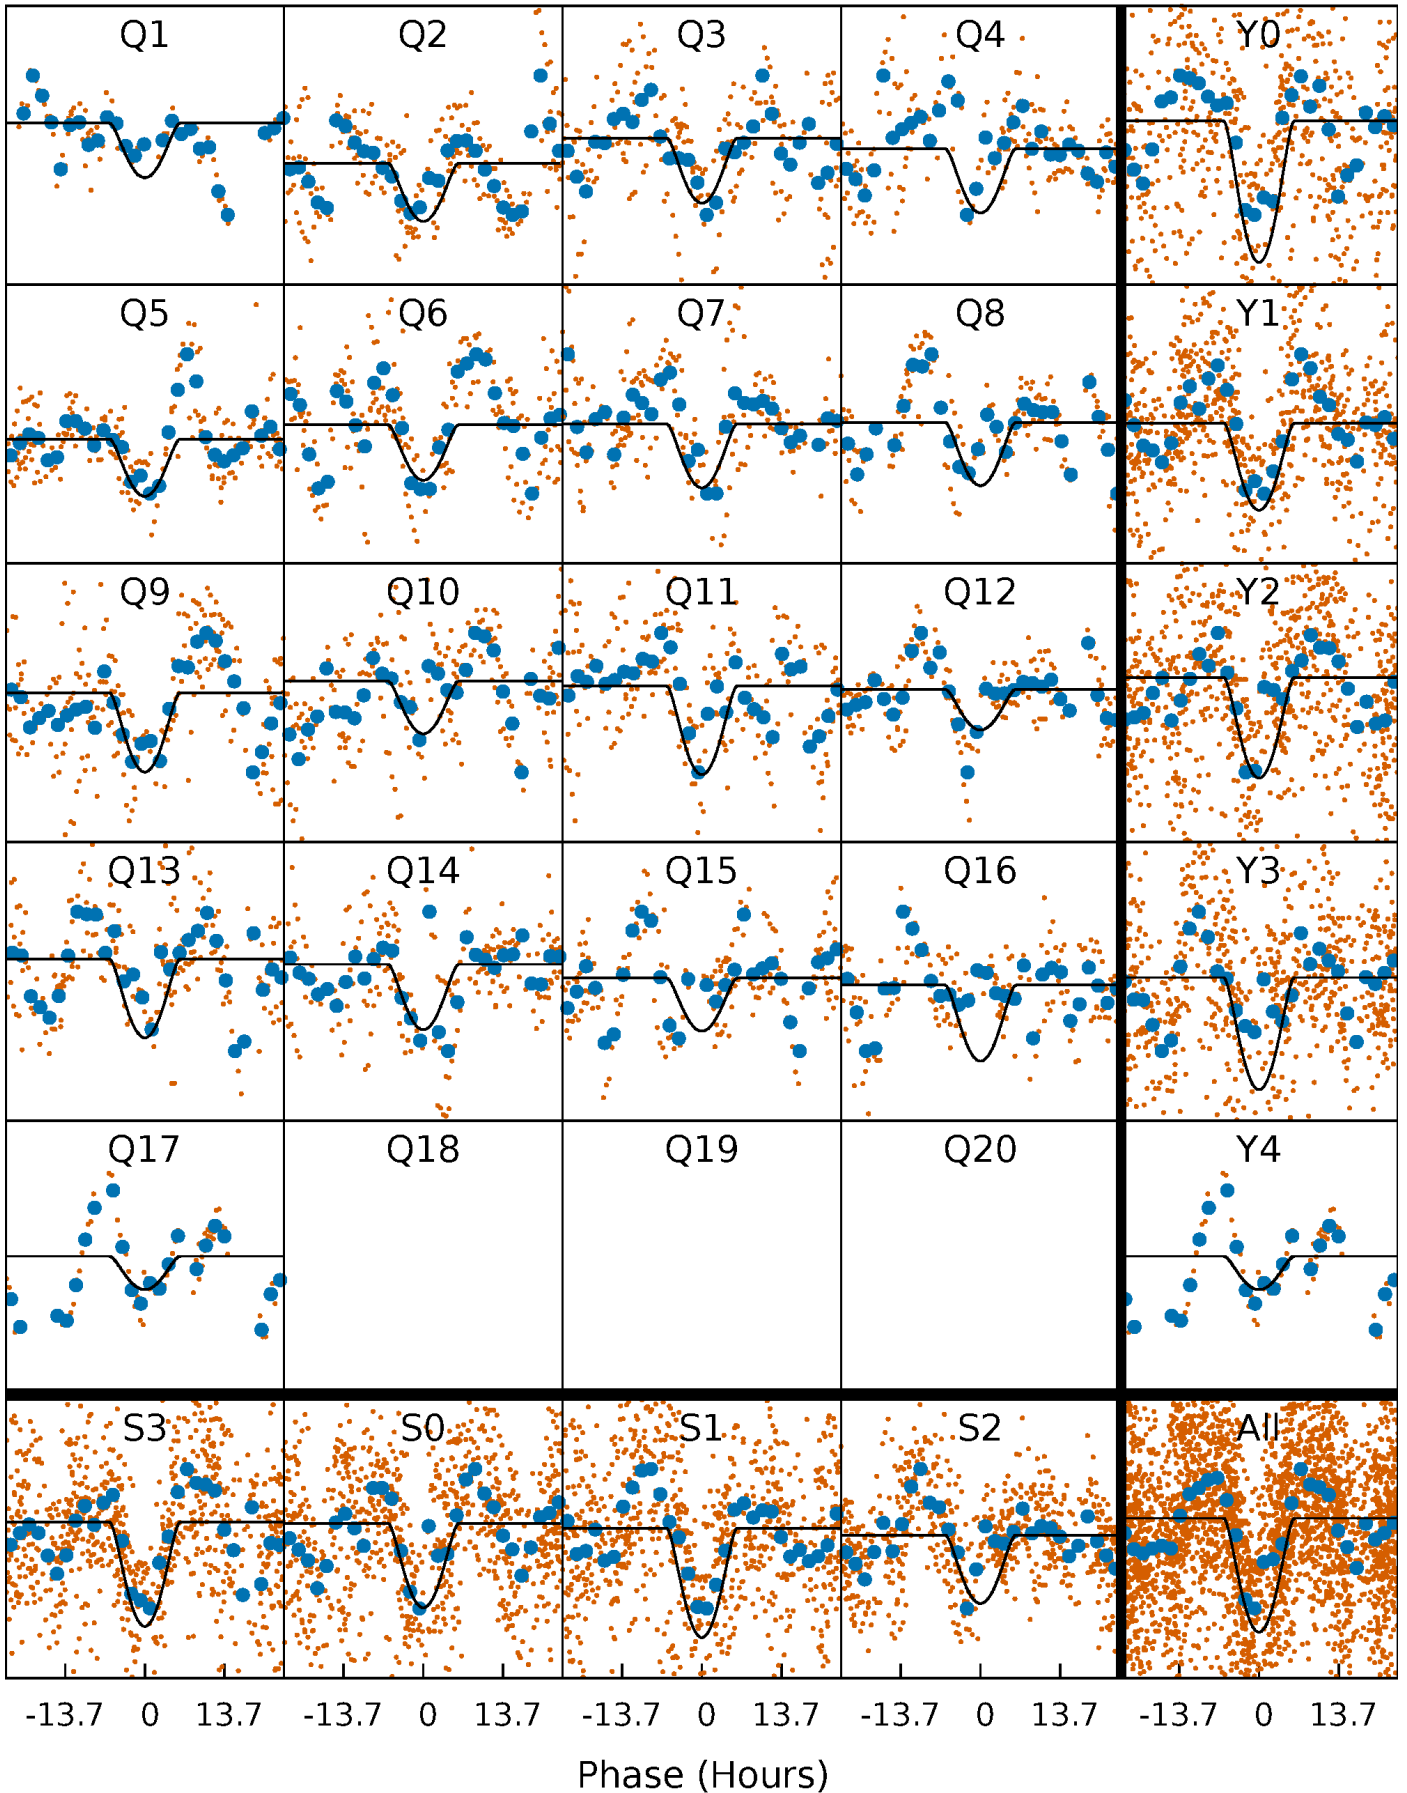 Q1 Q2 Q3 Q4 Y0
Q5 Q6 Q7 Q8 Y1
Q9 Q10 Q11 Q12 Y2
Q13 Q14 Q15 Q16 Y3
Q17 Q18 Q19 Q20 Y4
S3 S0 S1 S2 All
-13.7 0 13.7 -13.7 0 13.7 -13.7 0 13.7 -13.7 0 13.7 -13.7 0 13.7
Phase (Hours)